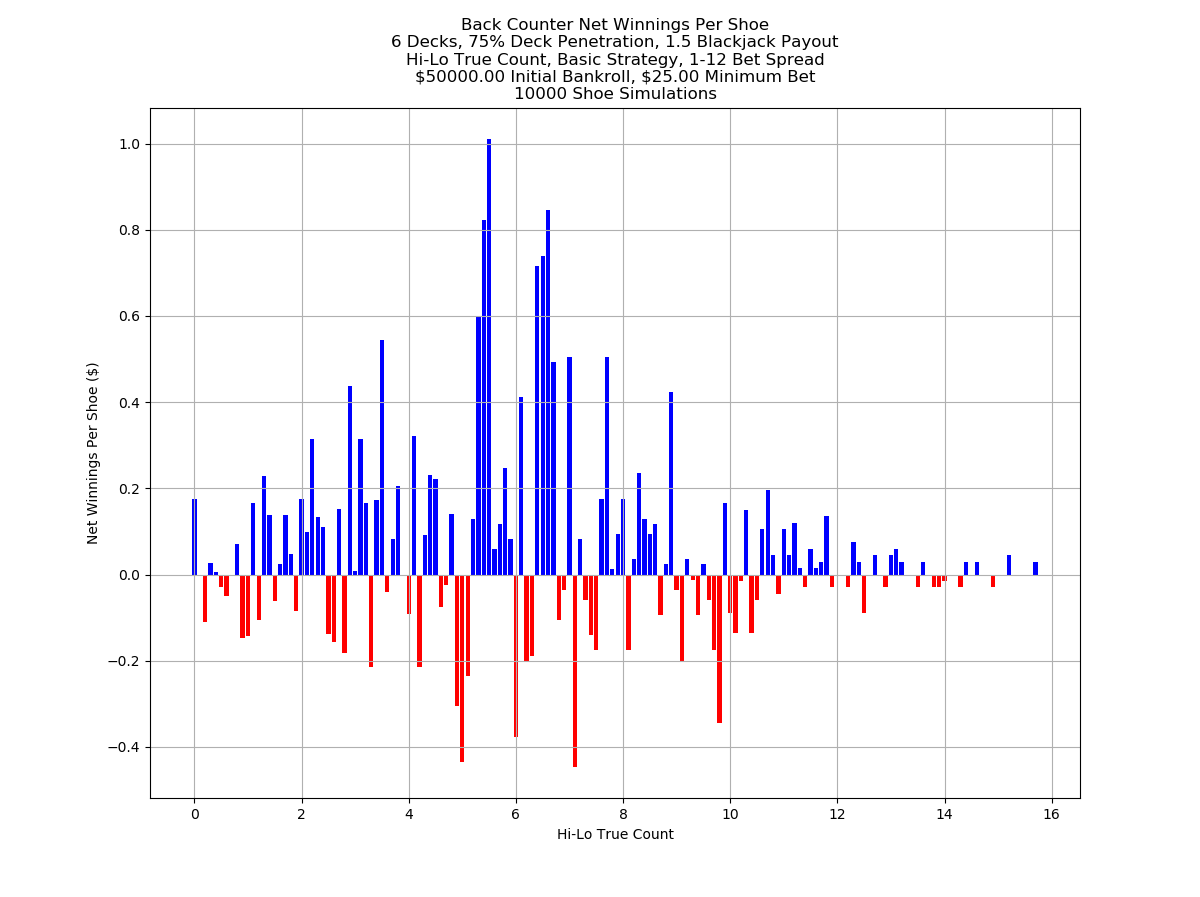 Back Counter Net Winnings Per Shoe
6 Decks, 75% Deck Penetration, 1.5 Blackjack Payout
Hi-Lo True Count, Basic Strategy, 1-12 Bet Spread
$50000.00 Initial Bankroll, $25.00 Minimum Bet
10000 Shoe Simulations
Net Winnings Per Shoe ($)
1.0
0.8
0.6
0.4
0.2
0.0
−0.2
−0.4
0 2 4 6 8 10 12 14 16
Hi-Lo True Count